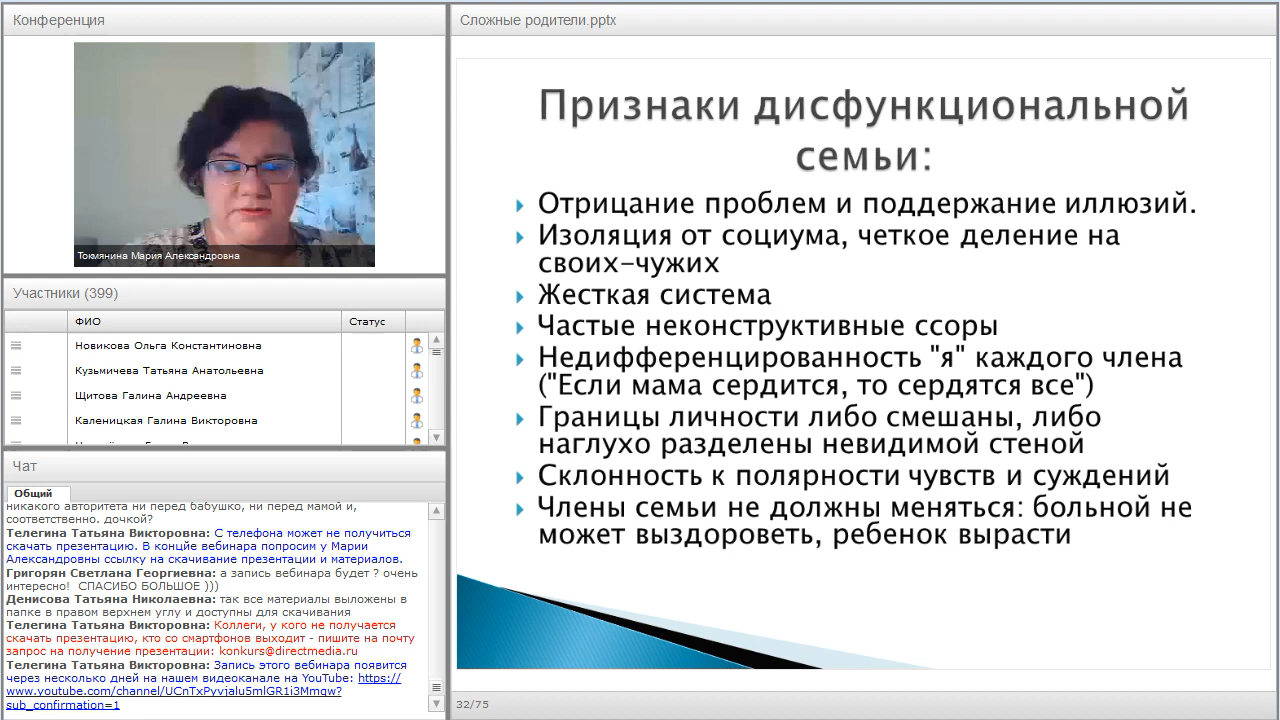 Конференция
Токмянина Мария Александровна
Участники (399)
ФИО
Статус
Новикова Ольга Константиновна
Кузьмичева Татьяна Анатольевна
Щитова Галина Андреевна
Каленицкая Галина Викторовна
Чат
Общий
никакого авторитета ни перед бабушко, ни перед мамой и,
соответственно. дочкой?
Телегина Татьяна Викторовна: С телефона может не получиться
скачать презентацию. В концйе вебинара попросим у Марии
Александровны ссылку на скачивание презентации и материалов.
Григорян Светлана Георгиевна: а запись вебинара будет ? очень
интересно! СПАСИБО БОЛЬШОЕ )))
Денисова Татьяна Николаевна: так все материалы выложены в
папке в правом верхнем углу и доступны для скачивания
Телегина Татьяна Викторовна: Коллеги, у кого не получается
скачать презентацию, кто со смартфонов выходит - пишите на почту
запрос на получение презентации: konkurs@directmedia.ru
Телегина Татьяна Викторовна: Запись этого вебинара появится
через несколько дней на нашем видеоканале на YouTube: https://
sub_confirmation=1
Сложные родители.pptx
Признаки дисфункциональной
семьи:
Отрицание проблем и поддержание иллюзий.
Изоляция от социума, четкое деление на
своих-чужих
Жесткая система
Частые неконструктивные ссоры
Недифференцированность "я" каждого члена
("Если мама сердится, то сердятся все")
Границы личности либо смешаны, либо
наглухо разделены невидимой стеной
Склонность к полярности чувств и суждений
Члены семьи не должны меняться: больной не
может выздороветь, ребенок вырасти
32/75